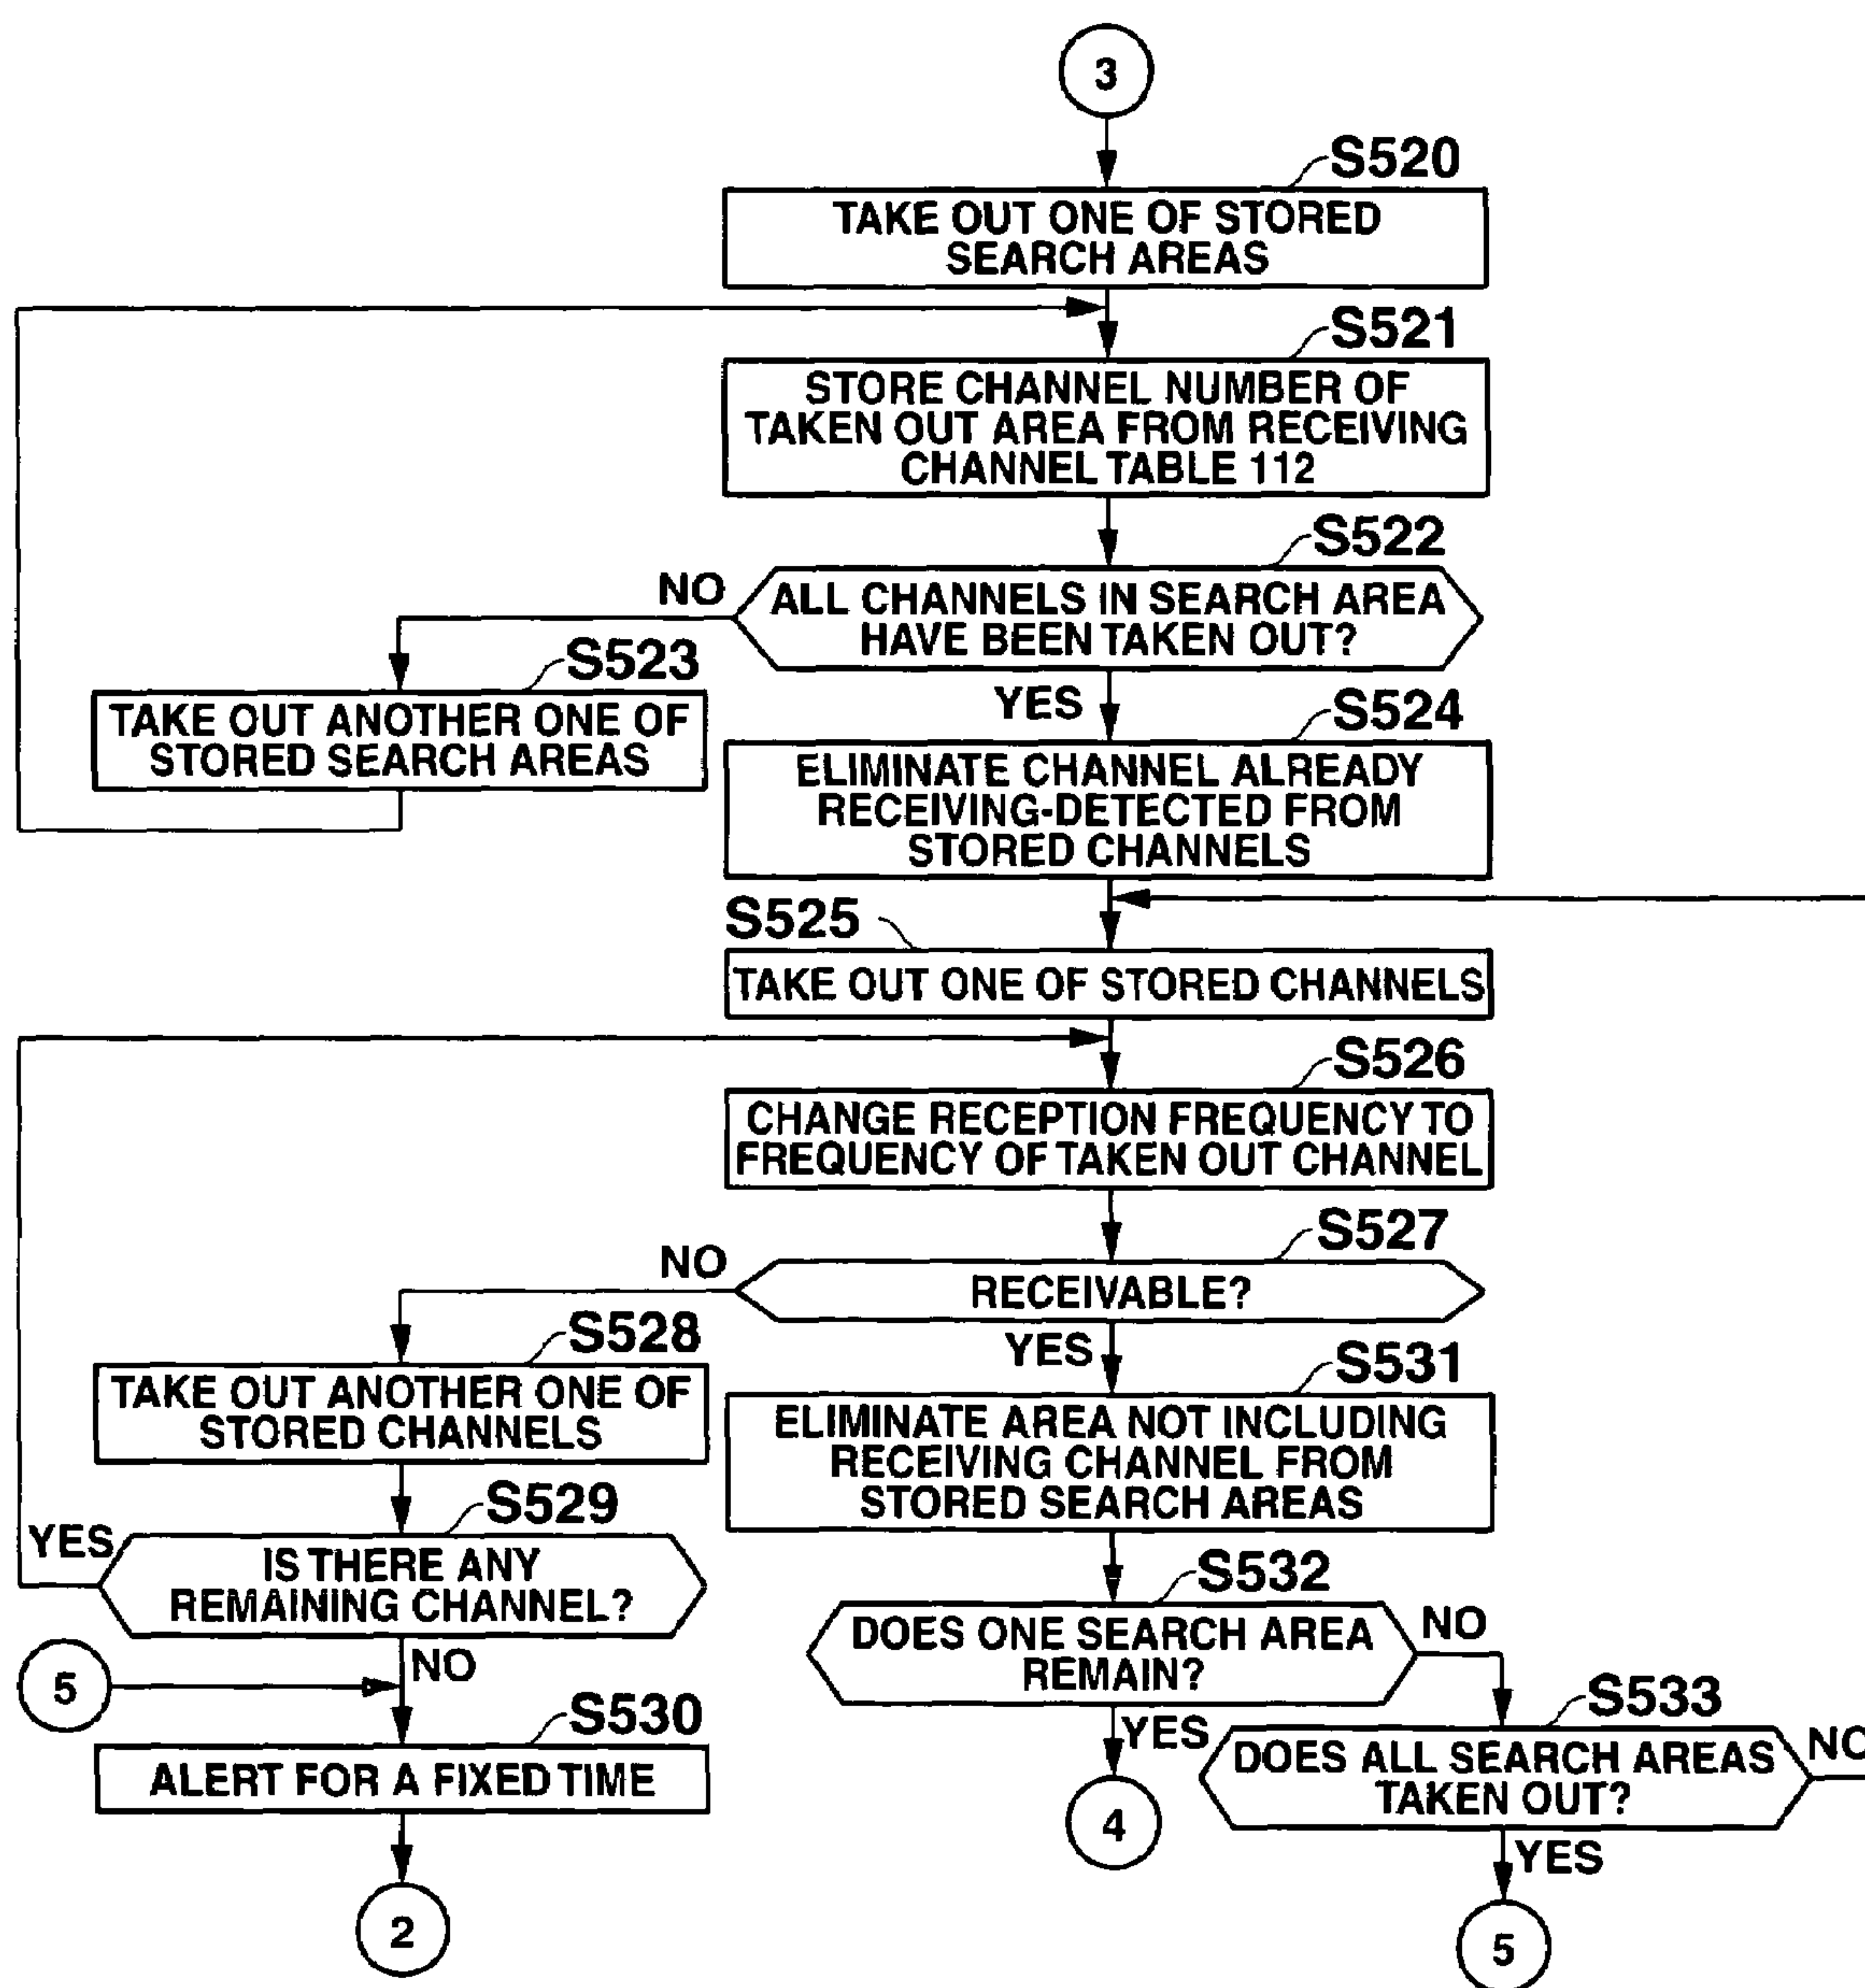 3
S520
TAKE OUT ONE OF STORED
SEARCH AREAS
S521
STORE CHANNEL NUMBER OF
TAKEN OUT AREA FROM RECEIVING
CHANNEL TABLE 112
S522
NO
ALL CHANNELS IN SEARCH AREA
HAVE BEEN TAKEN OUT?
S523
TAKE OUT ANOTHER ONE OF
STORED SEARCH AREAS
YES
S524
ELIMINATE CHANNEL ALREADY
RECEIVING-DETECTED FROM
STORED CHANNELS
S525
TAKE OUT ONE OF STORED CHANNELS
S526
CHANGE RECEPTION FREQUENCY TO
FREQUENCY OF TAKEN OUT CHANNEL
S527
NO
RECEIVABLE?
S528
TAKE OUT ANOTHER ONE OF
STORED CHANNELS
YES
S531
ELIMINATE AREA NOT INCLUDING
RECEIVING CHANNEL FROM
STORED SEARCH AREAS
S529
YES
IS THERE ANY
REMAINING CHANNEL?
S532
DOES ONE SEARCH AREA
REMAIN?
NO
5
NO
S530
ALERT FOR A FIXED TIME
2
YES
4
S533
DOES ALL SEARCH AREAS
TAKEN OUT?
NO
YES
5